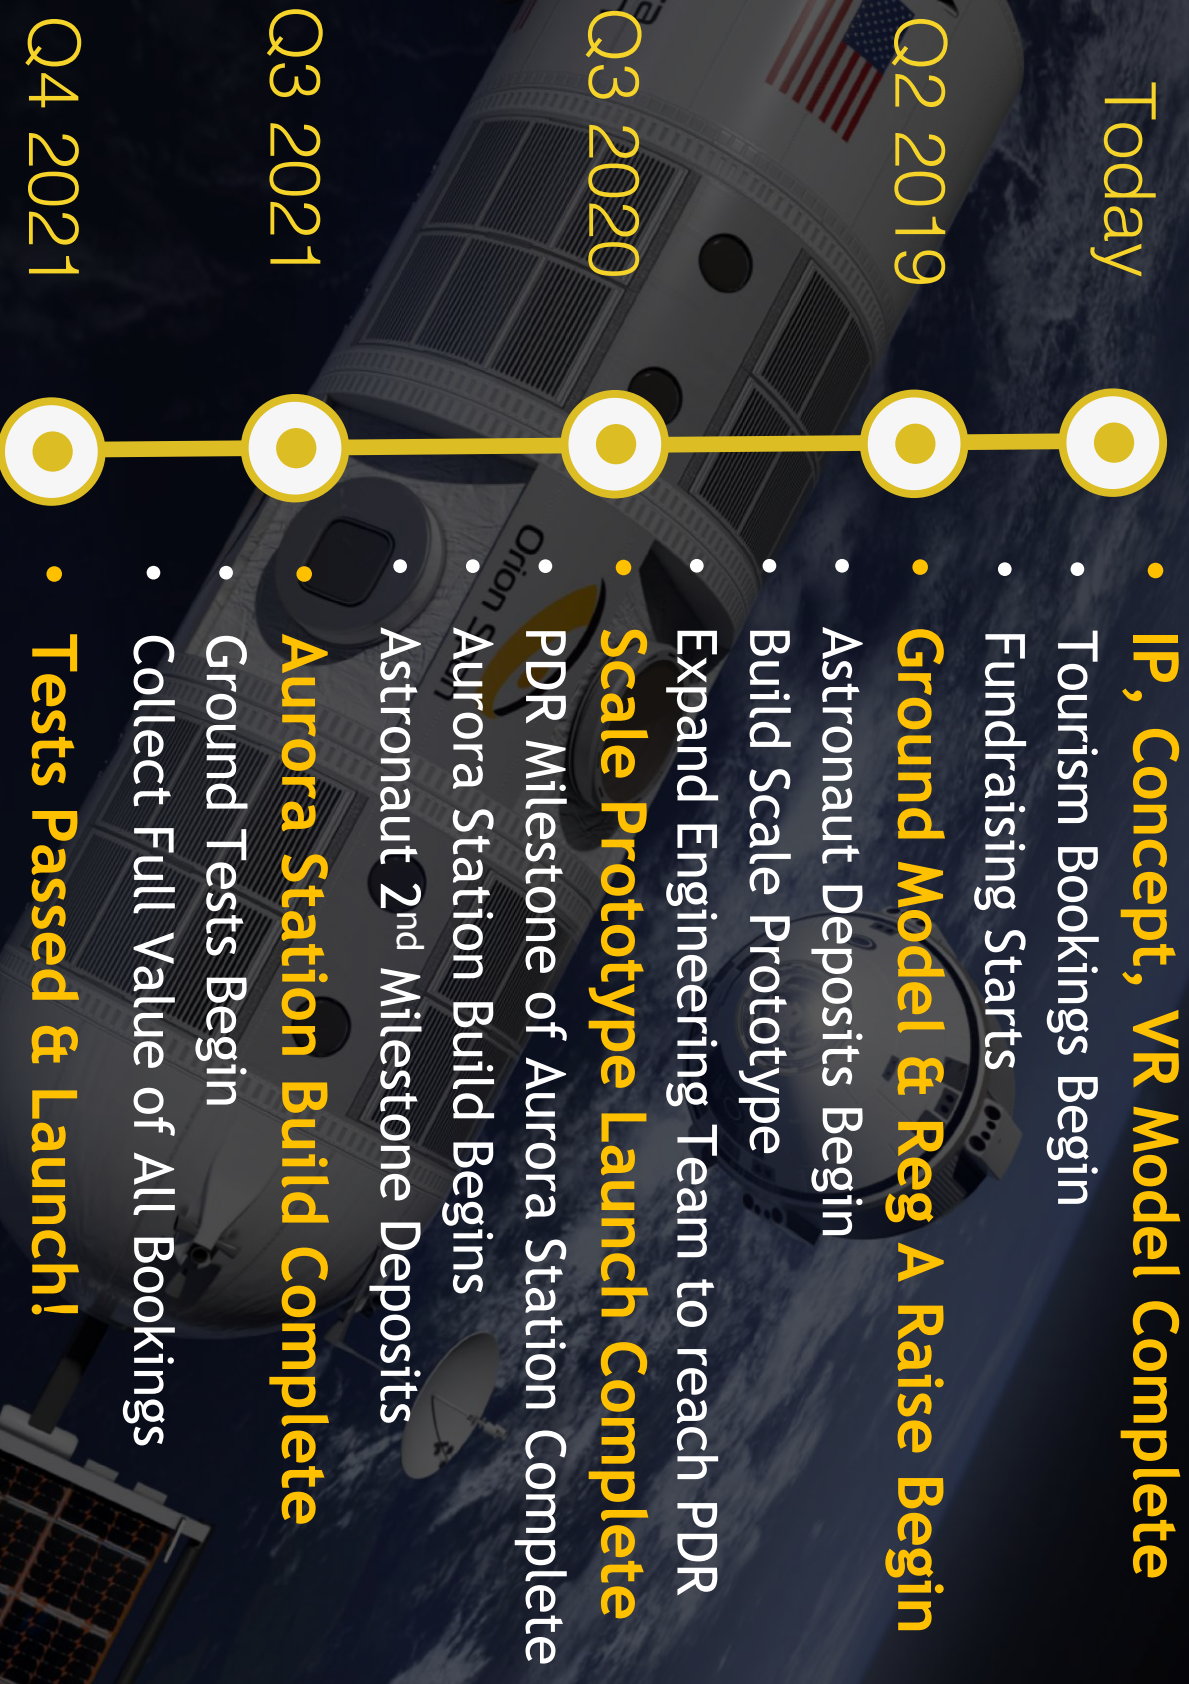 Today
IP, Concept, VR Model Complete
Tourism Bookings Begin
Fundraising Starts
Q2 2019
Ground Model & Reg A Raise Begin
Astronaut Deposits Begin
Build Scale Prototype
Expand Engineering Team to reach PDR
Q3 2020
Scale Prototype Launch Complete
PDR Milestone of Aurora Station Complete
Aurora Station Build Begins
Astronaut 2nd Milestone Deposits
Q3 2021
Aurora Station Build Complete
Ground Tests Begin
Collect Full Value of All Bookings
Q4 2021
Tests Passed & Launch!
Orion